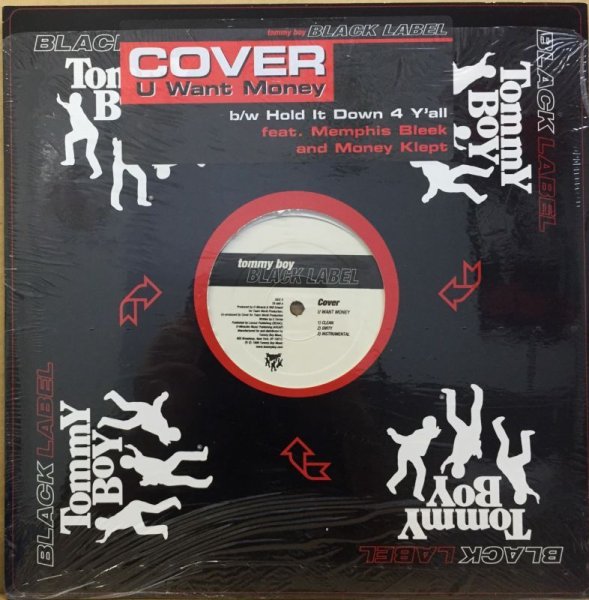 tommy boy BLACK LABEL
COVER
U Want Money
b/w Hold It Down 4 Y'all
feat. Memphis Bleek
and Money Klept
BLACK LAB
Tommy
B
BLACK LABEL
Tommy
Boy
tommy boy
BLACK LABEL
Cover
U WANT MONEY
1) CLEAN
2) DIRTY
3) INSTRUMENTAL
BLACK LABEL
Tommy
Boy
Tommy
Boy
BLACK LABEL